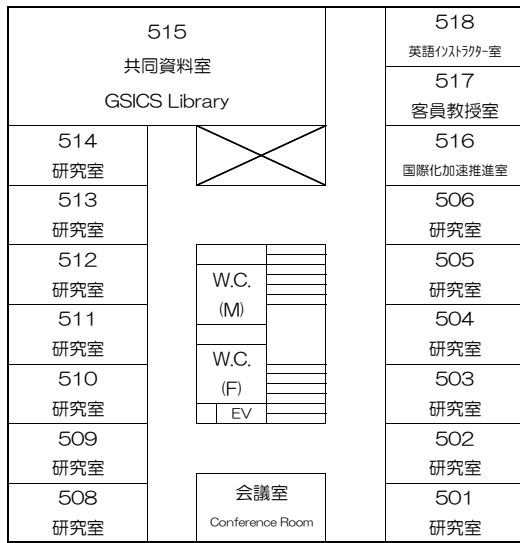 515
共同資料室
GSICS Library
518
英語ｲﾝｽﾄﾗｸﾀｰ室
517
客員教授室
514
研究室
516
国際化加速推進室
513
研究室
506
研究室
512
研究室
W.C.
(M)
505
研究室
511
研究室
504
研究室
510
研究室
W.C.
(F)
EV
503
研究室
509
研究室
502
研究室
508
研究室
会議室
Conference Room
501
研究室